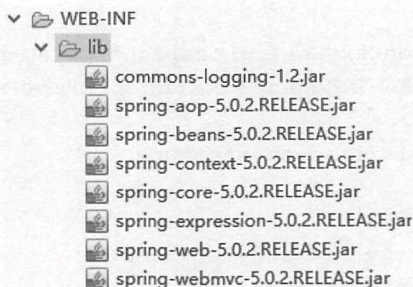 WEB-INF
lib
commons-logging-1.2.jar
spring-aop-5.0.2.RELEASE.jar
spring-beans-5.0.2.RELEASE.jar
spring-context-5.0.2.RELEASE.jar
spring-core-5.0.2.RELEASE.jar
spring-expression-5.0.2.RELEASE.jar
spring-web-5.0.2.RELEASE.jar
spring-webmvc-5.0.2.RELEASE.jar